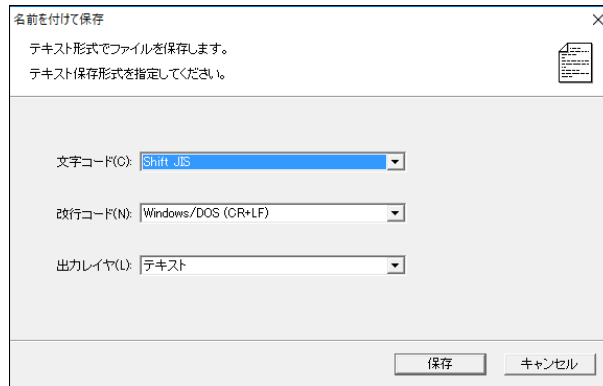 名前を付けて保存
テキスト形式でファイルを保存します。
テキスト保存形式を指定してください。
文字コード(C): Shift JIS
改行コード(N): Windows/DOS (CR+LF)
出力レイヤ(L): テキスト
保存 キャンセル